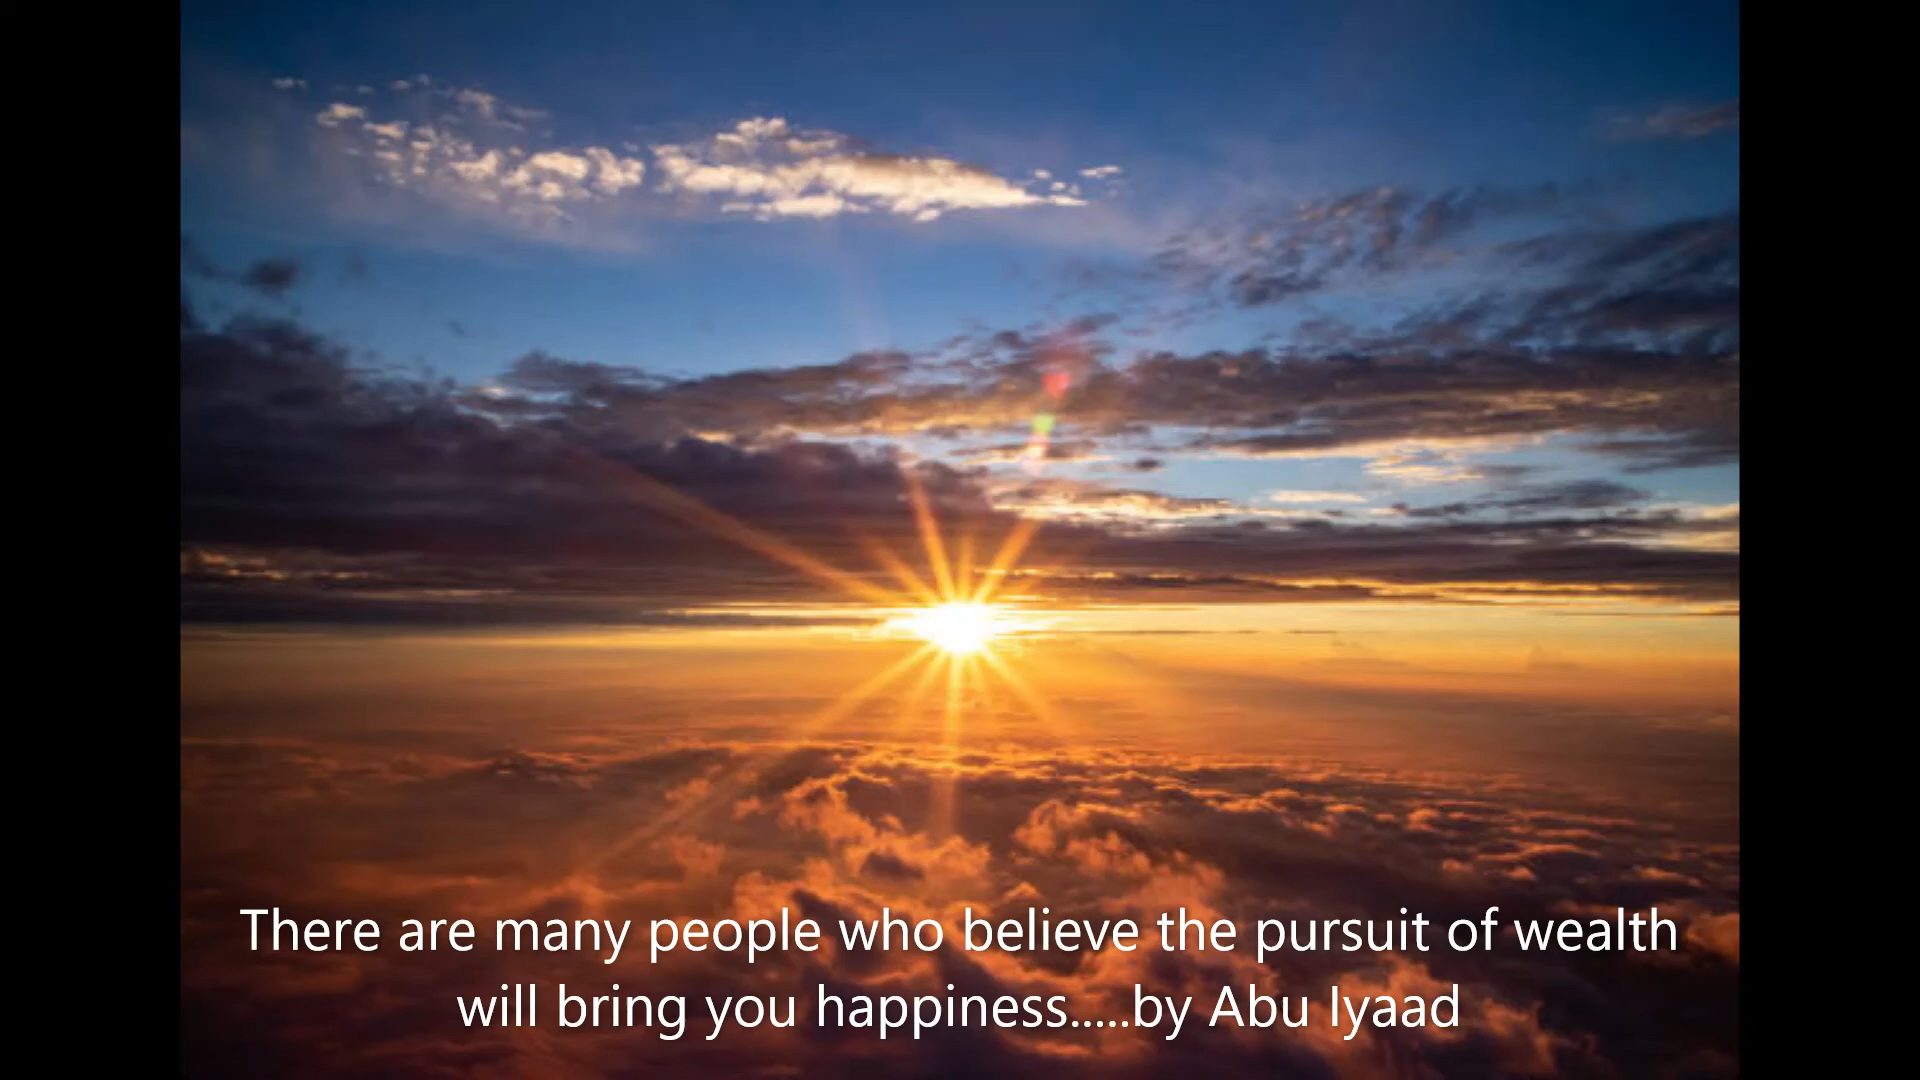 There are many people who believe the pursuit of wealth
will bring you happiness.....by Abu Iyaad